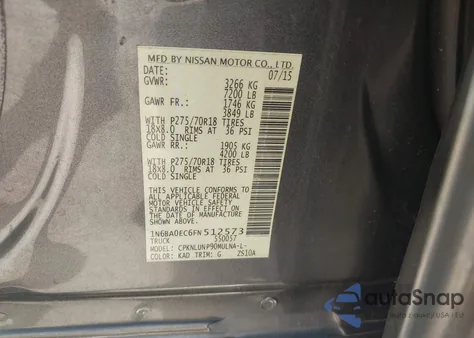 MFD BY NISSAN MOTOR CO., LTD.
DATE: 07/15
GVWR: 3266 KG
7200 LB
GAWR FR.: 1746 KG
3849 LB
WITH P275/70R18 TIRES
18x8.0 RIMS AT 36 PSI
COLD SINGLE
GAWR RR.: 1905 KG
4200 LB
WITH P275/70R18 TIRES
18x8.0 RIMS AT 36 PSI
COLD SINGLE
THIS VEHICLE CONFORMS TO
ALL APPLICABLE FEDERAL
MOTOR VEHICLE SAFETY
STANDARDS IN EFFECT ON
THE DATE OF MANUFACTURE
SHOWN ABOVE.
1N6BA0EC6FN512573
TRUCK 550057
MODEL: CPKNLUNP90MULNA-L-
COLOR: KAD TRIM: G 2S10A
autoSnap